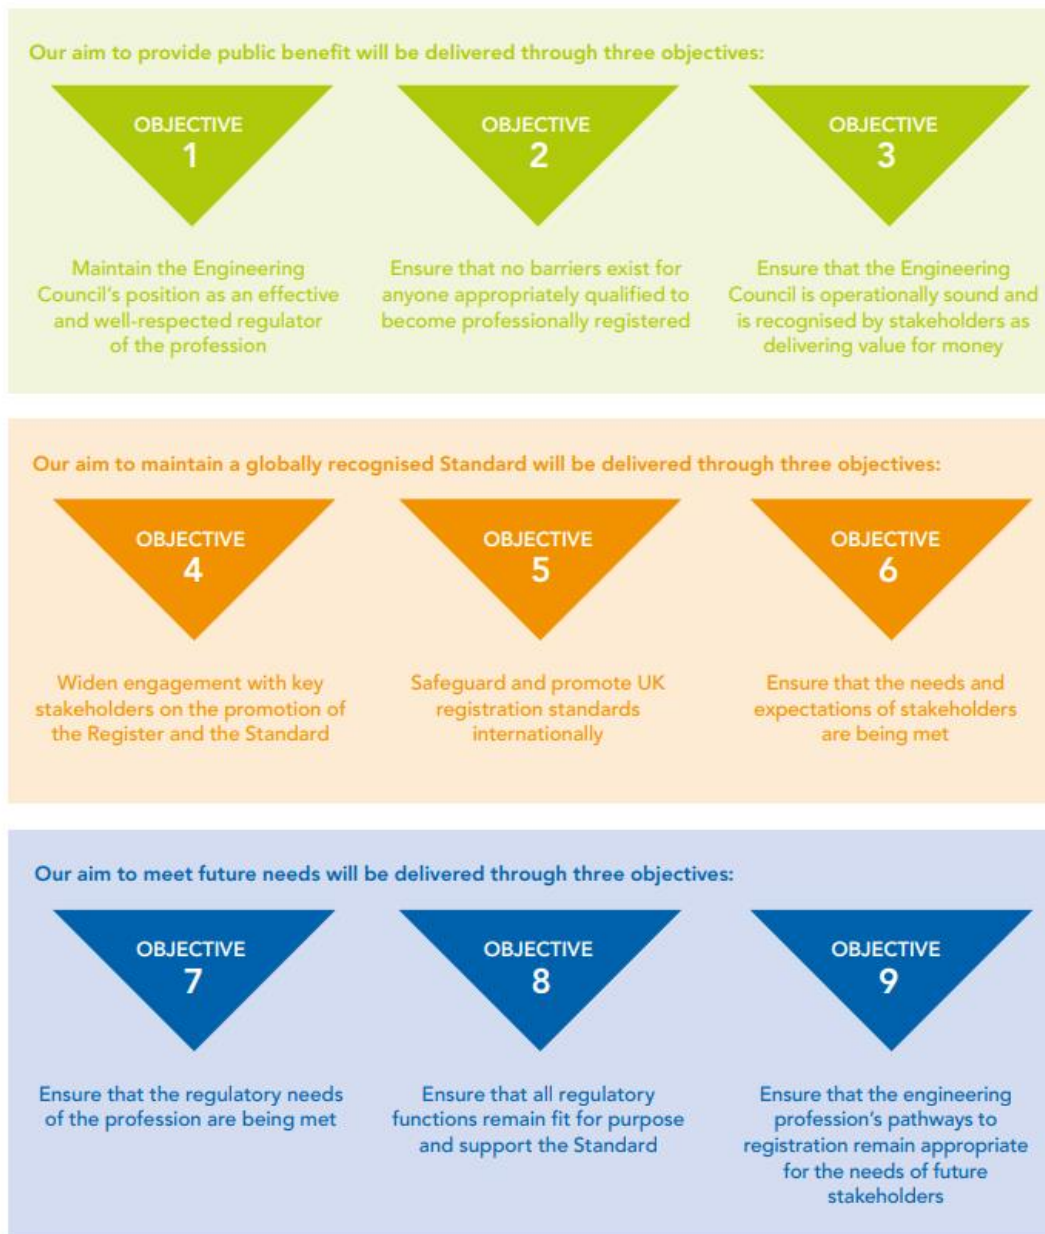 Our aim to provide public benefit will be delivered through three objectives:
OBJECTIVE
1
Maintain the Engineering
Council's position as an effective
and well-respected regulator
of the profession
OBJECTIVE
2
Ensure that no barriers exist for
anyone appropriately qualified to
become professionally registered
OBJECTIVE
3
Ensure that the Engineering
Council is operationally sound and
is recognised by stakeholders as
delivering value for money
Our aim to maintain a globally recognised Standard will be delivered through three objectives:
OBJECTIVE
4
Widen engagement with key
stakeholders on the promotion of
the Register and the Standard
OBJECTIVE
5
Safeguard and promote UK
registration standards
internationally
OBJECTIVE
6
Ensure that the needs and
expectations of stakeholders
are being met
Our aim to meet future needs will be delivered through three objectives:
OBJECTIVE
7
Ensure that the regulatory needs
of the profession are being met
OBJECTIVE
8
Ensure that all regulatory
functions remain fit for purpose
and support the Standard
OBJECTIVE
9
Ensure that the engineering
profession's pathways to
registration remain appropriate
for the needs of future
stakeholders